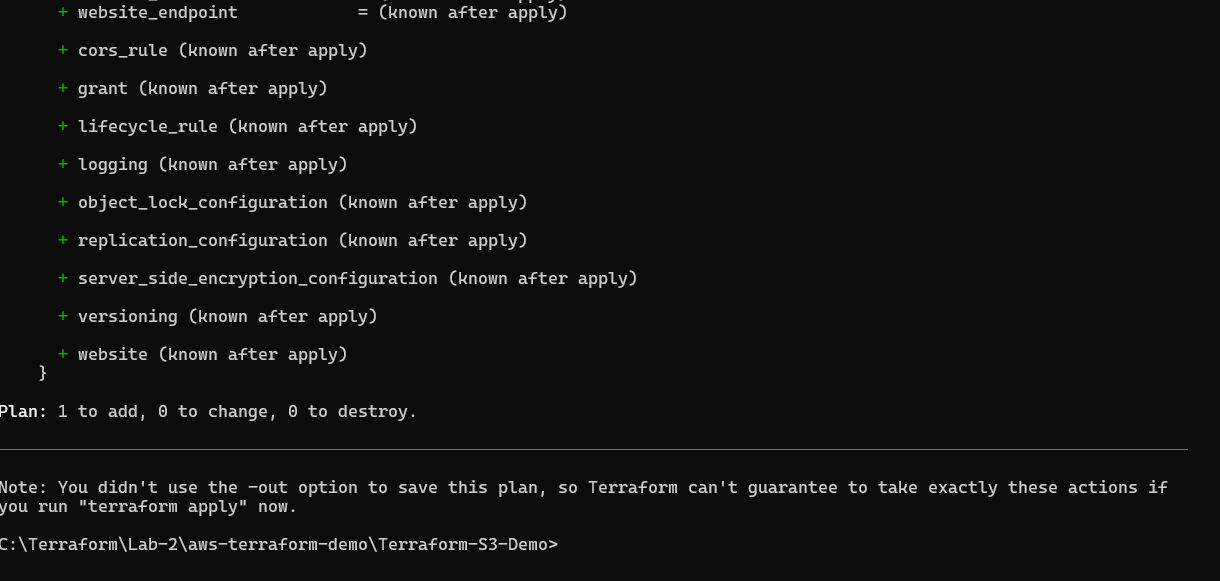 + website_endpoint            = (known after apply)
+ cors_rule (known after apply)
+ grant (known after apply)
+ lifecycle_rule (known after apply)
+ logging (known after apply)
+ object_lock_configuration (known after apply)
+ replication_configuration (known after apply)
+ server_side_encryption_configuration (known after apply)
+ versioning (known after apply)
+ website (known after apply)
}
Plan: 1 to add, 0 to change, 0 to destroy.
Note: You didn't use the -out option to save this plan, so Terraform can't guarantee to take exactly these actions if
you run "terraform apply" now.
C:\Terraform\Lab-2\aws-terraform-demo\Terraform-S3-Demo>